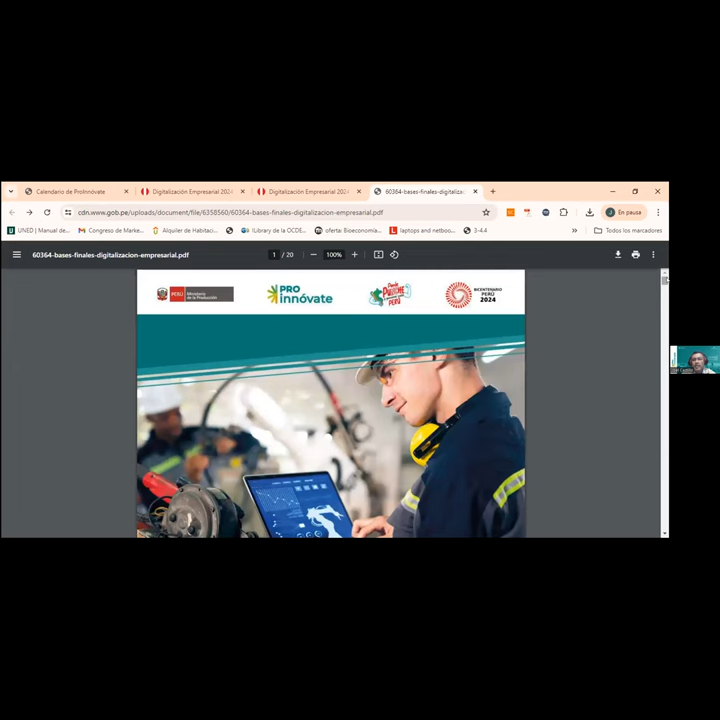 Calendario de ProInnóvate
Digitalización Empresarial 2024
Digitalización Empresarial 2024
60364-bases-finales-digitalizac
cdn.www.gob.pe/uploads/document/file/6358560/60364-bases-finales-digitalizacion-empresarial.pdf
En pausa
UNED | Manual de...
Congreso de Marke...
Alquiler de Habitaci...
ILibrary de la OCDE...
oferta: Bioeconomía...
laptops and netboo...
3-4.4
Todos los marcadores
60364-bases-finales-digitalizacion-empresarial.pdf
1 / 20
100%
PERÚ
Ministerio de la Producción
PRO innóvate
PERÚ
BICENTENARIO
PERÚ
2024